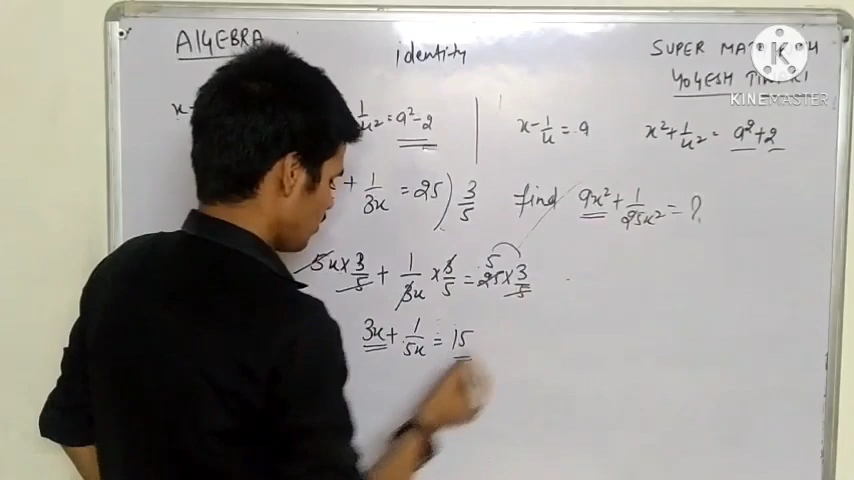 ALGEBRA
identity
SUPER
YOGESH
KINEMASTER
1/x² = a²-2
x - 1/x = a
x² + 1/x² = a²+2
+ 1/3x = 25) 3/5
find 9x² + 1/25x² = ?
5x × 3/5 + 1/3x × 3/5 = 25 × 3/5
5
3x + 1/5x = 15